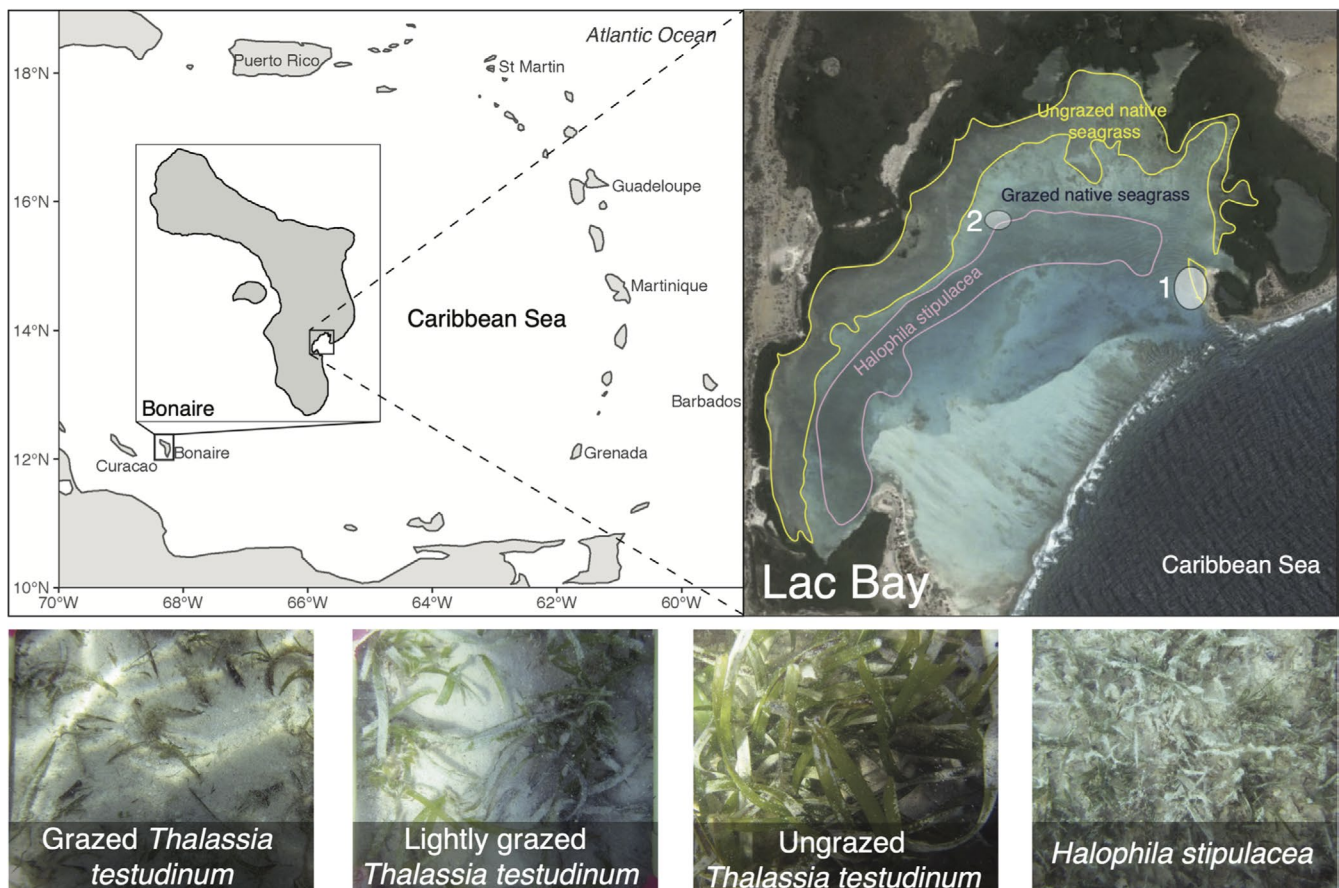 Atlantic Ocean
18°N
Puerto Rico
St Martin
16°N
Guadeloupe
Martinique
14°N
Caribbean Sea
Bonaire
Barbados
12°N
Curacao
Bonaire
Grenada
10°N
70°W
68°W
66°W
64°W
62°W
60°W
Ungrazed native
seagrass
Grazed native seagrass
2
1
Halophila stipulacea
Lac Bay
Caribbean Sea
Grazed Thalassia
testudinum
Lightly grazed
Thalassia testudinum
Ungrazed
Thalassia testudinum
Halophila stipulacea